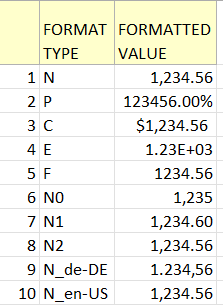 FORMAT TYPE FORMATTED VALUE
1 N 1,234.56
2 P 123456.00%
3 C $1,234.56
4 E 1.23E+03
5 F 1234.56
6 N0 1,235
7 N1 1,234.60
8 N2 1,234.56
9 N_de-DE 1.234,56
10 N_en-US 1,234.56